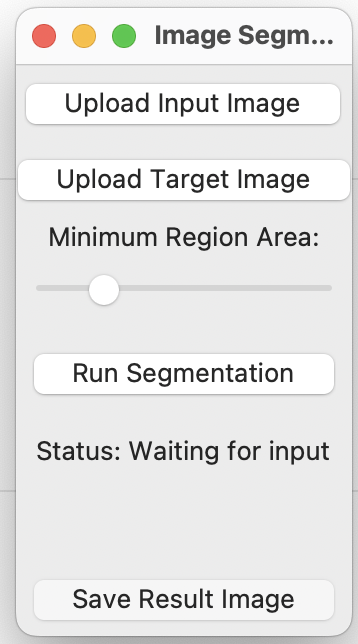 Image Segm...
Upload Input Image
Upload Target Image
Minimum Region Area:
Run Segmentation
Status: Waiting for input
Save Result Image